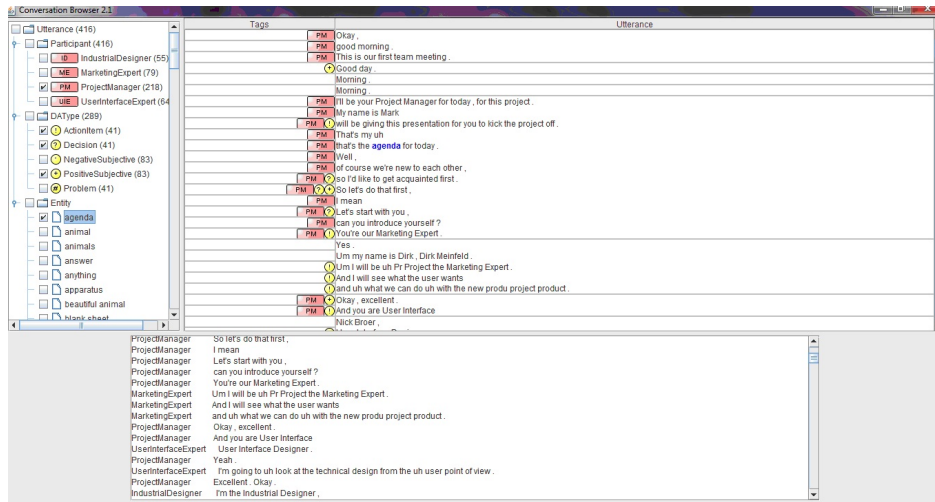 Conversation Browser 2.1
Utterance (416)
Participant (416)
ID IndustrialDesigner (55)
ME MarketingExpert (79)
PM ProjectManager (218)
UIE UserInterfaceExpert (64
DAType (289)
! ActionItem (41)
? Decision (41)
NegativeSubjective (83)
+ PositiveSubjective (83)
# Problem (41)
Entity
agenda
animal
animals
answer
anything
apparatus
beautiful animal
blank sheet
Tags Utterance
PM Okay ,
PM good morning .
PM This is our first team meeting .
+ Good day .
Morning .
Morning .
PM I'll be your Project Manager for today , for this project .
PM My name is Mark
PM ! will be giving this presentation for you to kick the project off .
PM That's my uh
PM that's the agenda for today .
PM Well ,
PM of course we're new to each other ,
PM ? so I'd like to get acquainted first .
PM ? + So let's do that first ,
PM I mean
PM ? Let's start with you ,
PM can you introduce yourself ?
PM ! You're our Marketing Expert .
Yes .
Um my name is Dirk , Dirk Meinfeld .
! Um I will be uh Pr Project the Marketing Expert .
! And I will see what the user wants
! and uh what we can do uh with the new produ project product .
PM + Okay , excellent .
PM ! And you are User Interface
Nick Broer ,
ProjectManager So let's do that first ,
ProjectManager I mean
ProjectManager Let's start with you ,
ProjectManager can you introduce yourself ?
ProjectManager You're our Marketing Expert .
MarketingExpert Um I will be uh Pr Project the Marketing Expert .
MarketingExpert And I will see what the user wants
MarketingExpert and uh what we can do uh with the new produ project product .
ProjectManager Okay , excellent .
ProjectManager And you are User Interface
UserInterfaceExpert User Interface Designer .
ProjectManager Yeah .
UserInterfaceExpert I'm going to uh look at the technical design from the uh user point of view .
ProjectManager Excellent . Okay .
IndustrialDesigner I'm the Industrial Designer ,